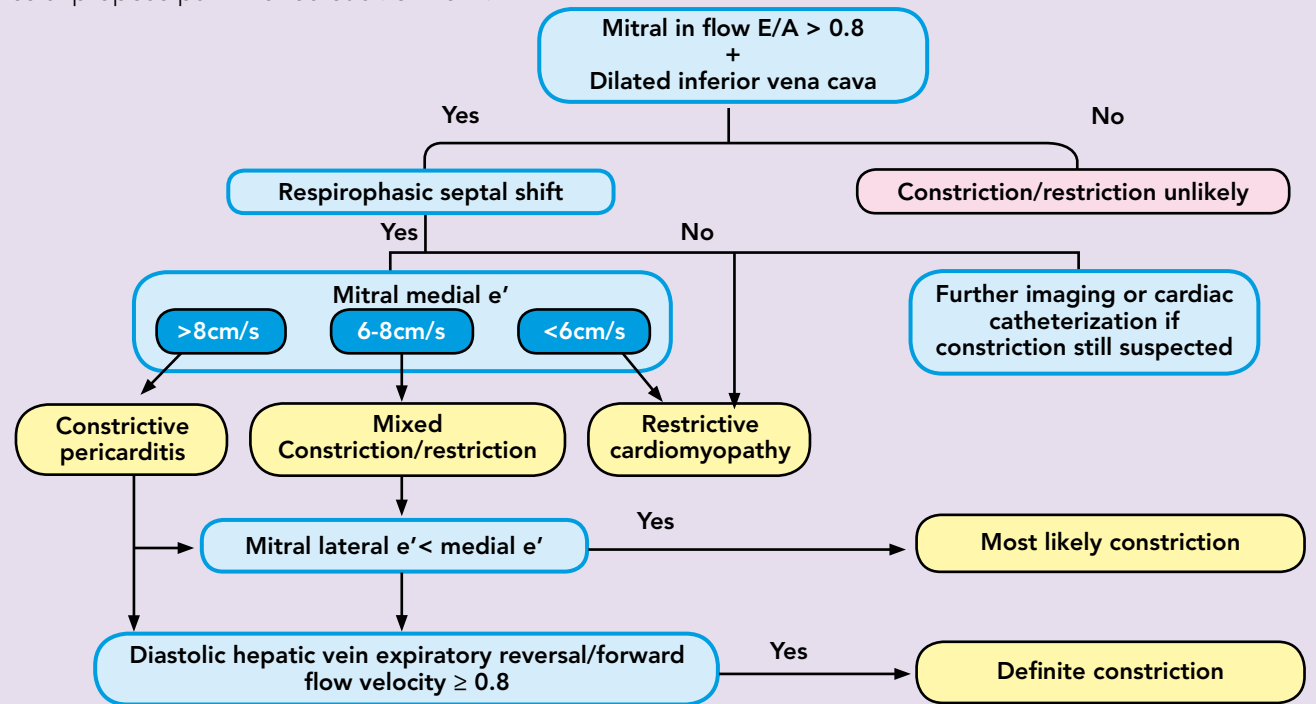 Mitral in flow E/A > 0.8
+
Dilated inferior vena cava
Yes
No
Respirophasic septal shift
Constriction/restriction unlikely
Yes
No
Mitral medial e’
>8cm/s
6-8cm/s
<6cm/s
Further imaging or cardiac
catheterization if
constriction still suspected
Constrictive
pericarditis
Mixed
Constriction/restriction
Restrictive
cardiomyopathy
Mitral lateral e’< medial e’
Yes
Most likely constriction
Diastolic hepatic vein expiratory reversal/forward
flow velocity ≥ 0.8
Yes
Definite constriction